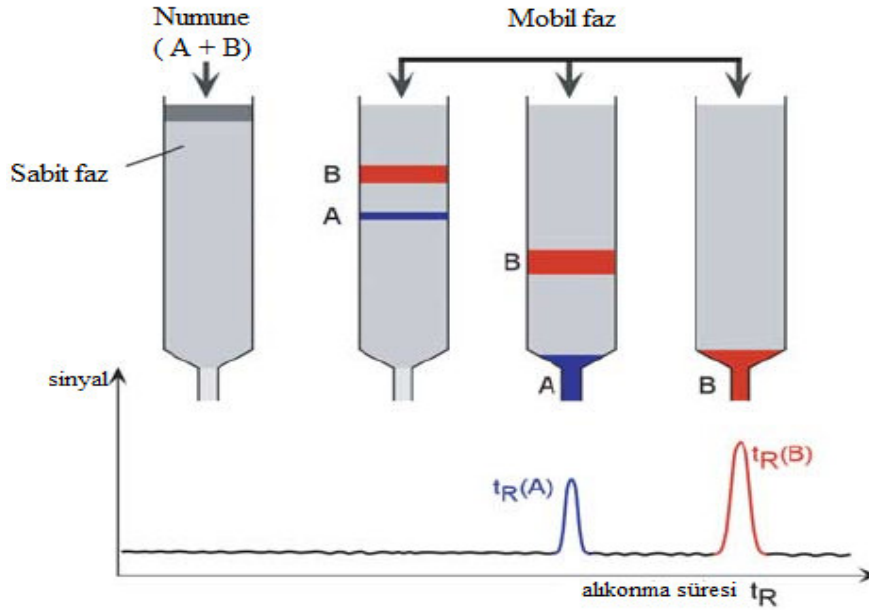 Numune
( A + B)
Mobil faz
Sabit faz
B
A
B
A
B
sinyal
tR(A)
tR(B)
alıkonma süresi tR